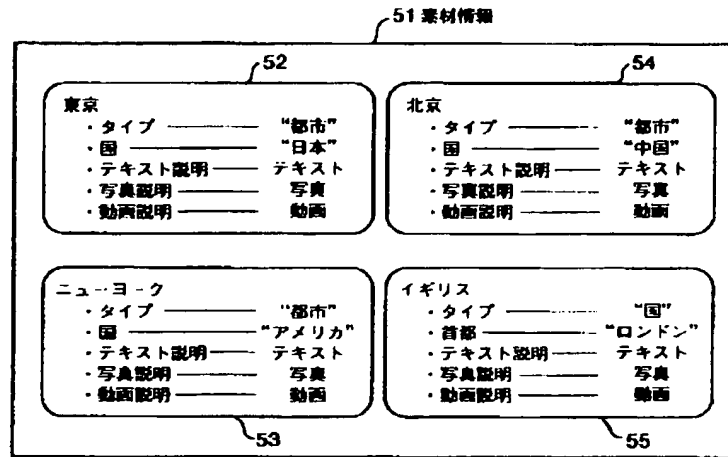 51 素材情報
52
東京
・タイプ “都市”
・国 “日本”
・テキスト説明 テキスト
・写真説明 写真
・動画説明 動画
54
北京
・タイプ “都市”
・国 “中国”
・テキスト説明 テキスト
・写真説明 写真
・動画説明 動画
ニューヨーク
・タイプ “都市”
・国 “アメリカ”
・テキスト説明 テキスト
・写真説明 写真
・動画説明 動画
53
イギリス
・タイプ “国”
・首都 “ロンドン”
・テキスト説明 テキスト
・写真説明 写真
・動画説明 動画
55